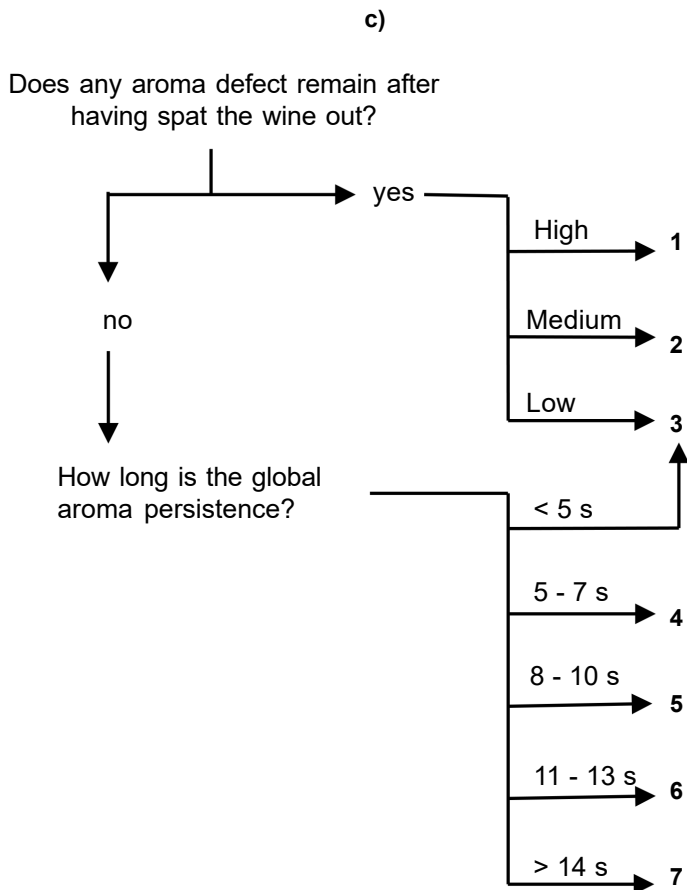 c)
Does any aroma defect remain after
having spat the wine out?
yes
High
1
no
Medium
2
Low
3
How long is the global
aroma persistence?
< 5 s
5 - 7 s
4
8 - 10 s
5
11 - 13 s
6
> 14 s
7